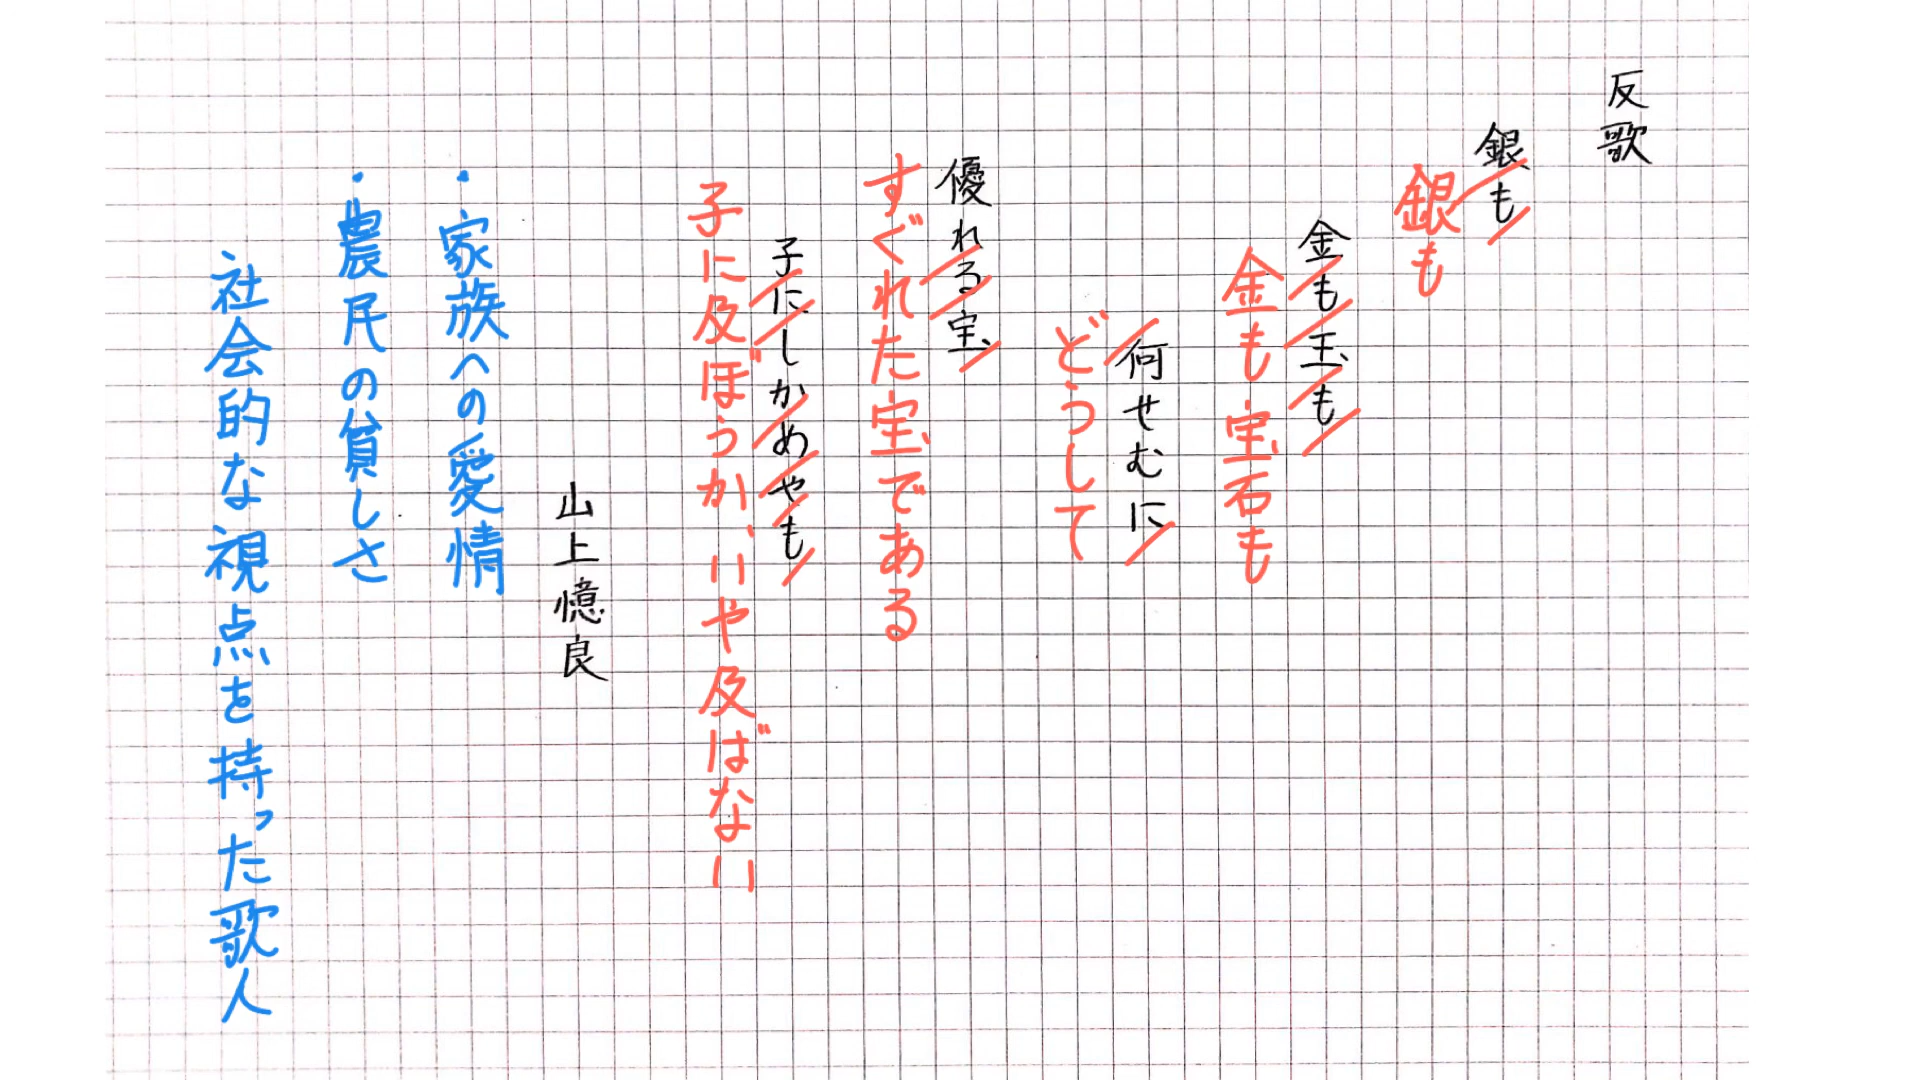 反歌
銀も
銀も
金も玉も
金も宝石も
何せむに
どうして
優れる宝
すぐれた宝である
子にしかめやも
子に及ぼうか、いや及ばない
山上憶良
・家族への愛情
・農民の貧しさ
社会的な視点を持った歌人